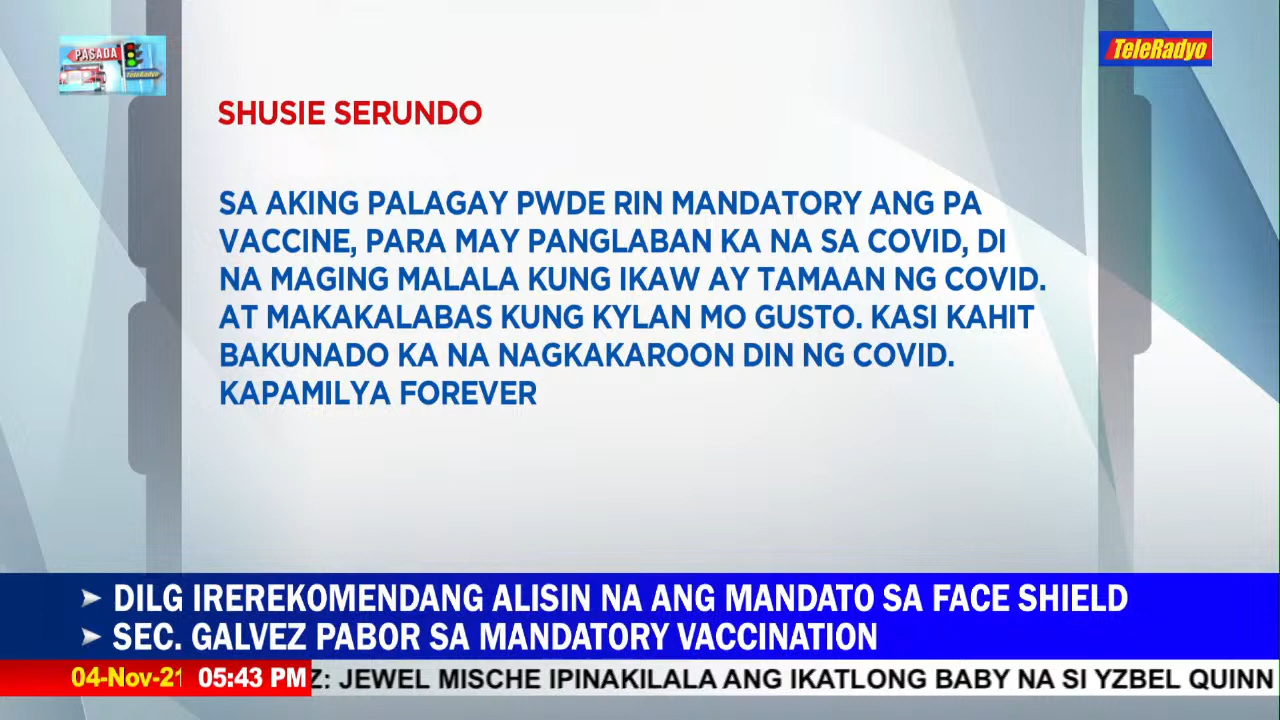 PASADA
TeleRadyo
TeleRadyo
SHUSIE SERUNDO
SA AKING PALAGAY PWDE RIN MANDATORY ANG PA
VACCINE, PARA MAY PANGLABAN KA NA SA COVID, DI
NA MAGING MALALA KUNG IKAW AY TAMAAN NG COVID.
AT MAKAKALABAS KUNG KYLAN MO GUSTO. KASI KAHIT
BAKUNADO KA NA NAGKAKAROON DIN NG COVID.
KAPAMILYA FOREVER
DILG IREREKOMENDANG ALISIN NA ANG MANDATO SA FACE SHIELD
SEC. GALVEZ PABOR SA MANDATORY VACCINATION
04-Nov-21 05:43 PM Z: JEWEL MISCHE IPINAKILALA ANG IKATLONG BABY NA SI YZBEL QUINN